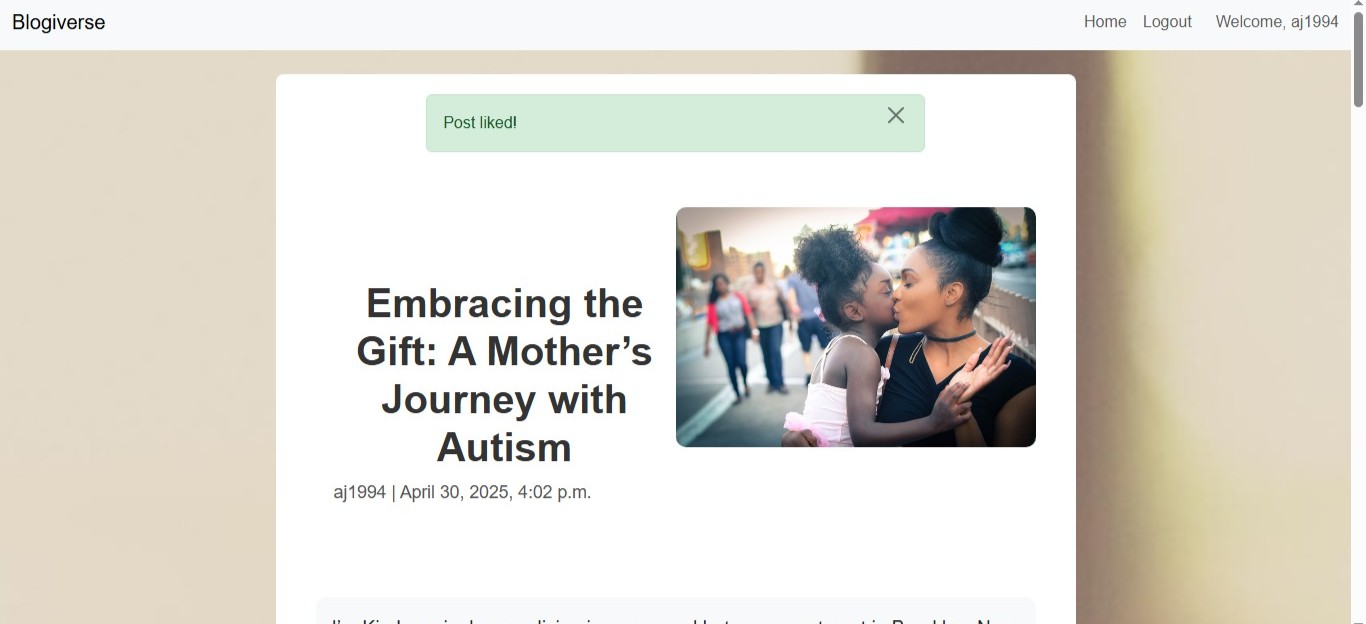 Blogiverse
Home Logout Welcome, aj1994
Post liked!
Embracing the
Gift: A Mother’s
Journey with
Autism
aj1994 | April 30, 2025, 4:02 p.m.